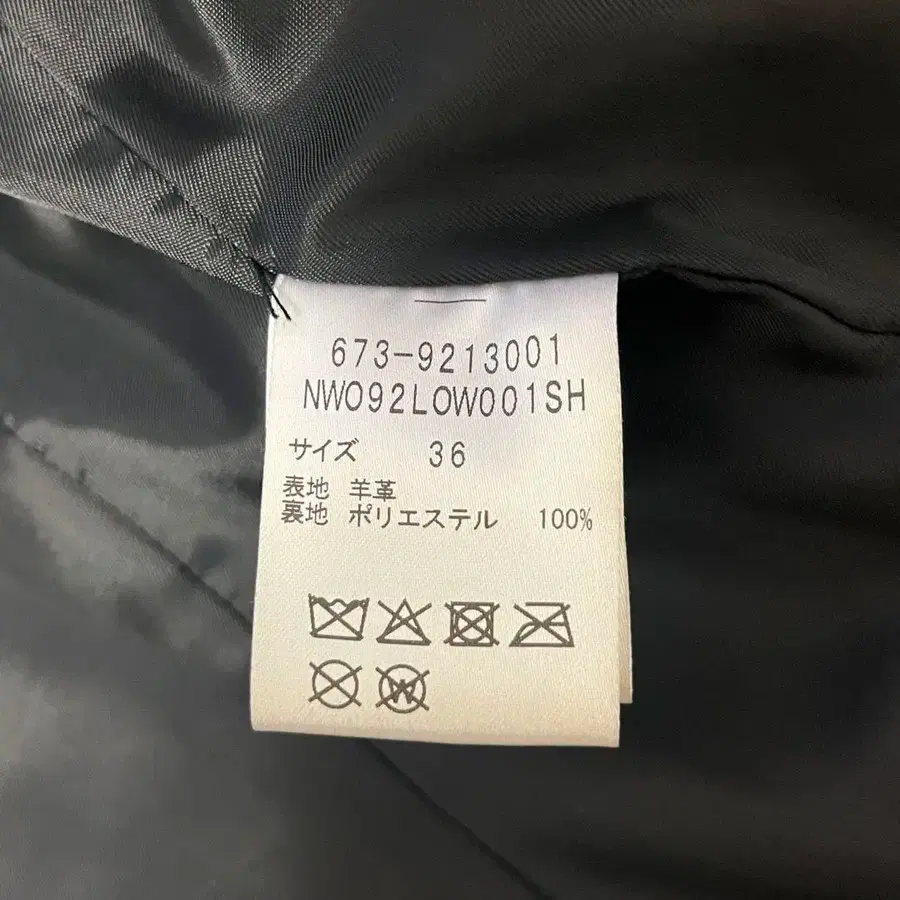 673-9213001
NW092LOW001SH
サイズ 36
表地 羊革
裏地 ポリエステル 100%
W